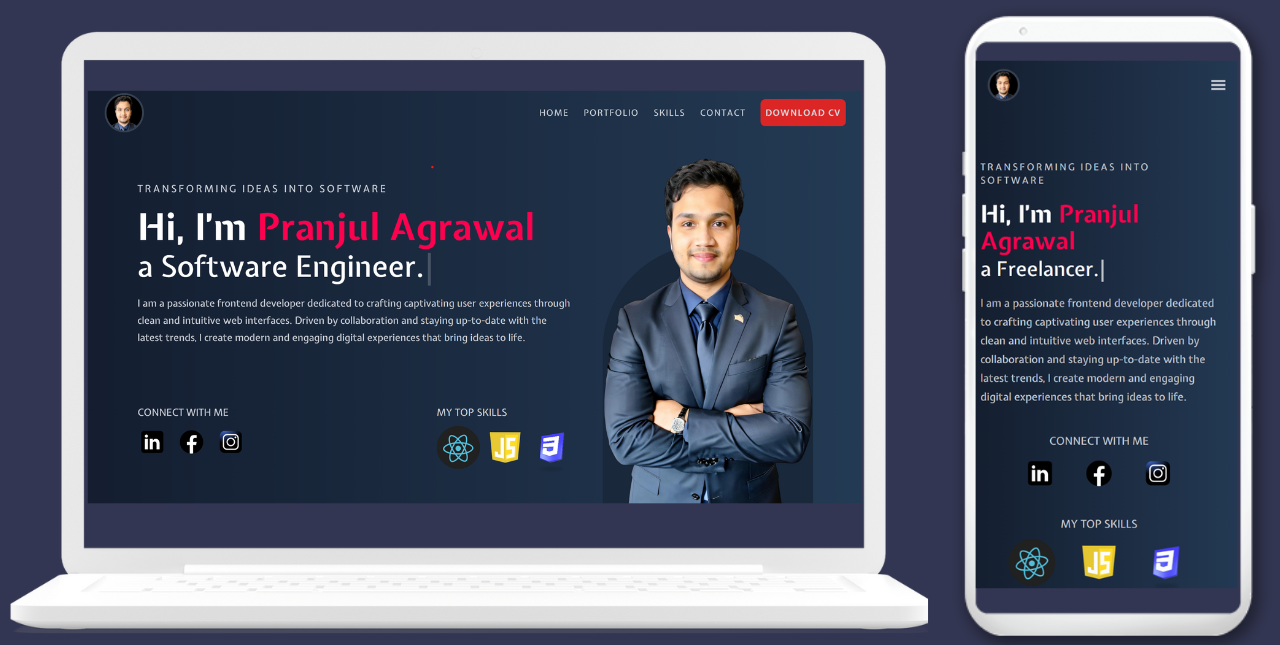 HOME PORTFOLIO SKILLS CONTACT DOWNLOAD CV
TRANSFORMING IDEAS INTO SOFTWARE
Hi, I'm Pranjul Agrawal
a Software Engineer.
I am a passionate frontend developer dedicated to crafting captivating user experiences through
clean and intuitive web interfaces. Driven by collaboration and staying up-to-date with the
latest trends, I create modern and engaging digital experiences that bring ideas to life.
CONNECT WITH ME
in f
MY TOP SKILLS
JS
TRANSFORMING IDEAS INTO
SOFTWARE
Hi, I'm Pranjul
Agrawal
a Freelancer.
I am a passionate frontend developer dedicated
to crafting captivating user experiences through
clean and intuitive web interfaces. Driven by
collaboration and staying up-to-date with the
latest trends, I create modern and engaging
digital experiences that bring ideas to life.
CONNECT WITH ME
in f
MY TOP SKILLS
JS